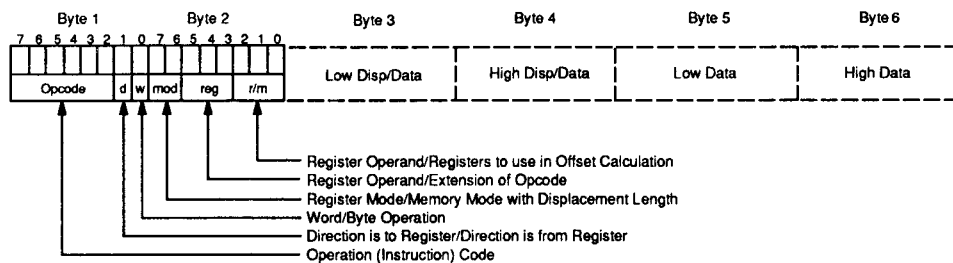 Byte 1 Byte 2 Byte 3 Byte 4 Byte 5 Byte 6
7 6 5 4 3 2 1 0 7 6 5 4 3 2 1 0
Opcode d w mod reg r/m Low Disp/Data High Disp/Data Low Data High Data
Register Operand/Registers to use in Offset Calculation
Register Operand/Extension of Opcode
Register Mode/Memory Mode with Displacement Length
Word/Byte Operation
Direction is to Register/Direction is from Register
Operation (Instruction) Code